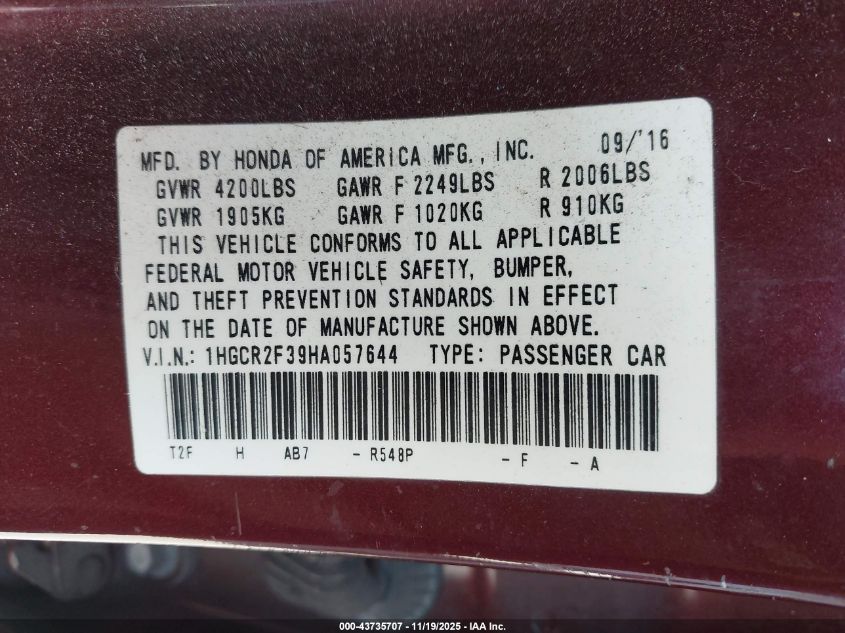 MFD. BY HONDA OF AMERICA MFG., INC. 09/'16
GVWR 4200LBS GAWR F 2249LBS R 2006LBS
GVWR 1905KG GAWR F 1020KG R 910KG
THIS VEHICLE CONFORMS TO ALL APPLICABLE
FEDERAL MOTOR VEHICLE SAFETY, BUMPER,
AND THEFT PREVENTION STANDARDS IN EFFECT
ON THE DATE OF MANUFACTURE SHOWN ABOVE.
V.I.N.: 1HGCR2F39HA057644 TYPE: PASSENGER CAR
T2F H AB7 - R548P - F - A
000-43735707 - 11/19/2025 - IAA Inc.